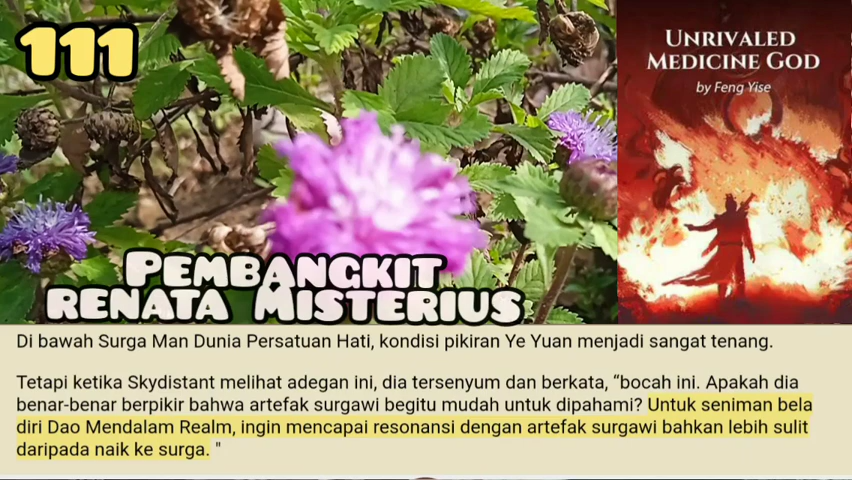 111
UNRIVALED
MEDICINE GOD
by Feng Yise
PEMBANGKIT
RENATA MISTERIUS
Di bawah Surga Man Dunia Persatuan Hati, kondisi pikiran Ye Yuan menjadi sangat tenang.
Tetapi ketika Skydistant melihat adegan ini, dia tersenyum dan berkata, “bocah ini. Apakah dia
benar-benar berpikir bahwa artefak surgawi begitu mudah untuk dipahami? Untuk seniman bela
diri Dao Mendalam Realm, ingin mencapai resonansi dengan artefak surgawi bahkan lebih sulit
daripada naik ke surga. "